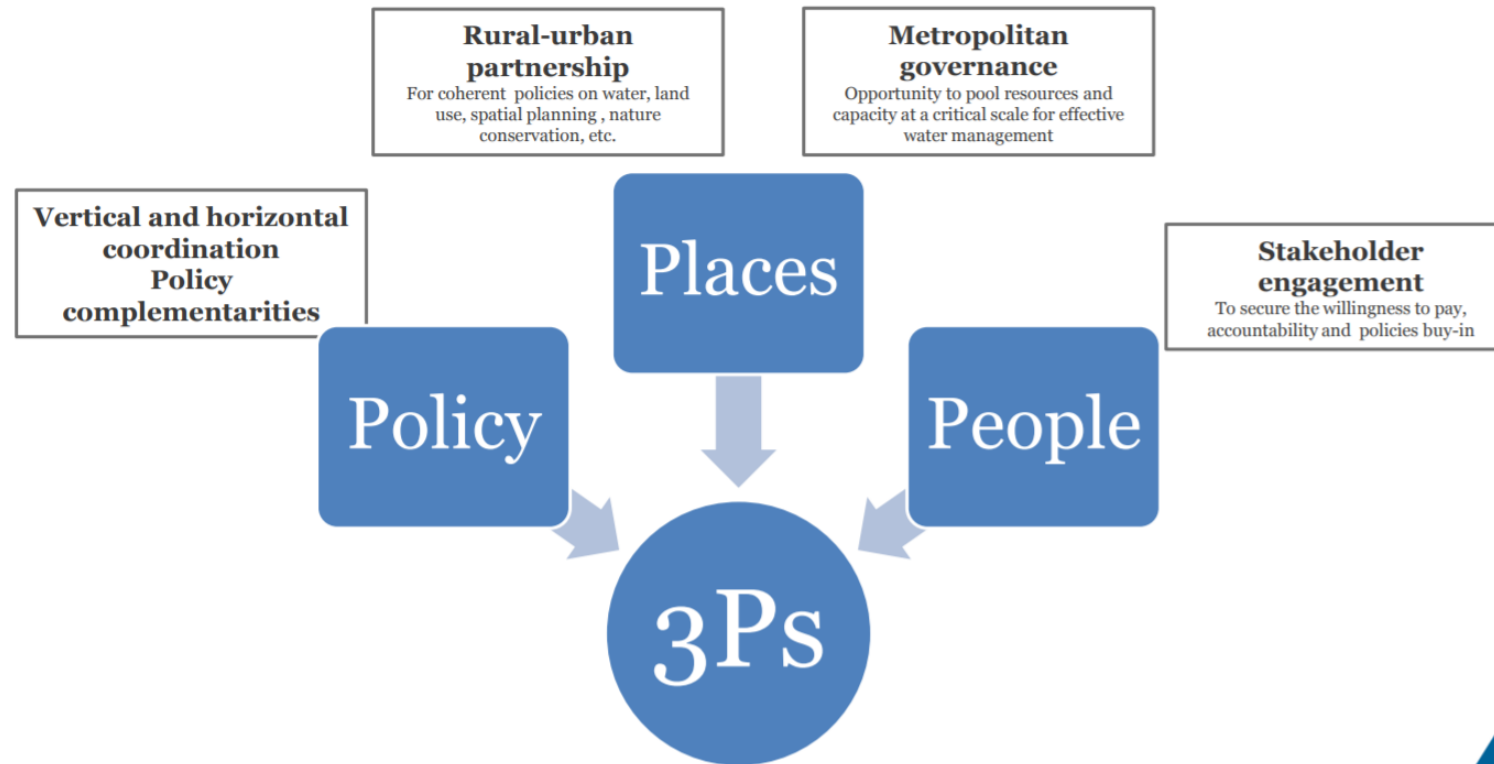 Rural-urban
partnership
For coherent policies on water, land
use, spatial planning , nature
conservation, etc.
Metropolitan
governance
Opportunity to pool resources and
capacity at a critical scale for effective
water management
Vertical and horizontal
coordination
Policy
complementarities
Places
Stakeholder
engagement
To secure the willingness to pay,
accountability and policies buy-in
Policy
People
3Ps